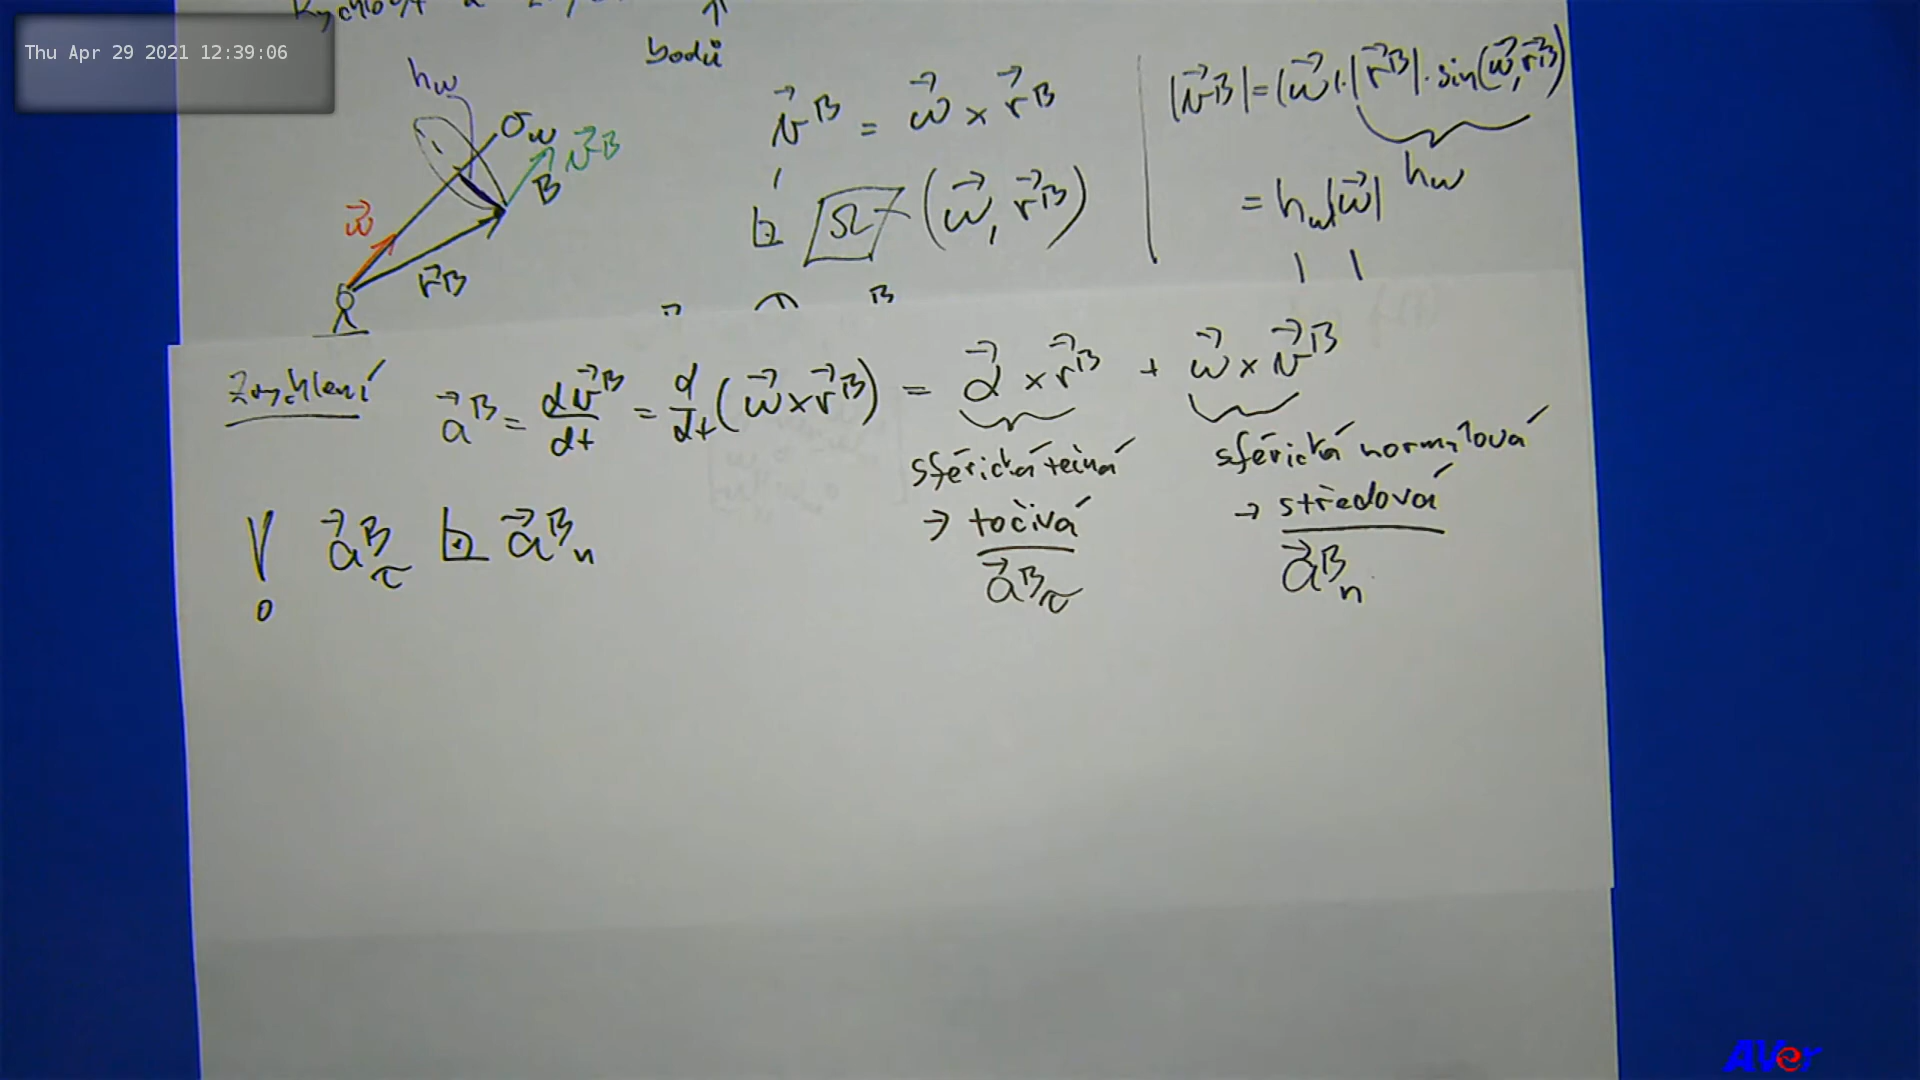 Rychlost a
bodů
Thu Apr 29 2021 12:39:06
h_ω
o_ω
v⃗^B
B
ω⃗
r⃗^B
v⃗^B = ω⃗ × r⃗^B
Ω (ω⃗, r⃗^B)
|v⃗^B| = |ω⃗|·|r⃗^B|·sin(ω⃗, r⃗^B)
h_ω
= h_ω|ω⃗|
B
Zrychlení
a⃗^B = dv⃗^B/dt = d/dt (ω⃗ × r⃗^B) = α⃗ × r⃗^B + ω⃗ × v⃗^B
sférická tečná
→ točivá
a⃗^B_τ
sférická normálová
→ středová
a⃗^B_n
! a⃗^B_τ ⊾ a⃗^B_n
AVer